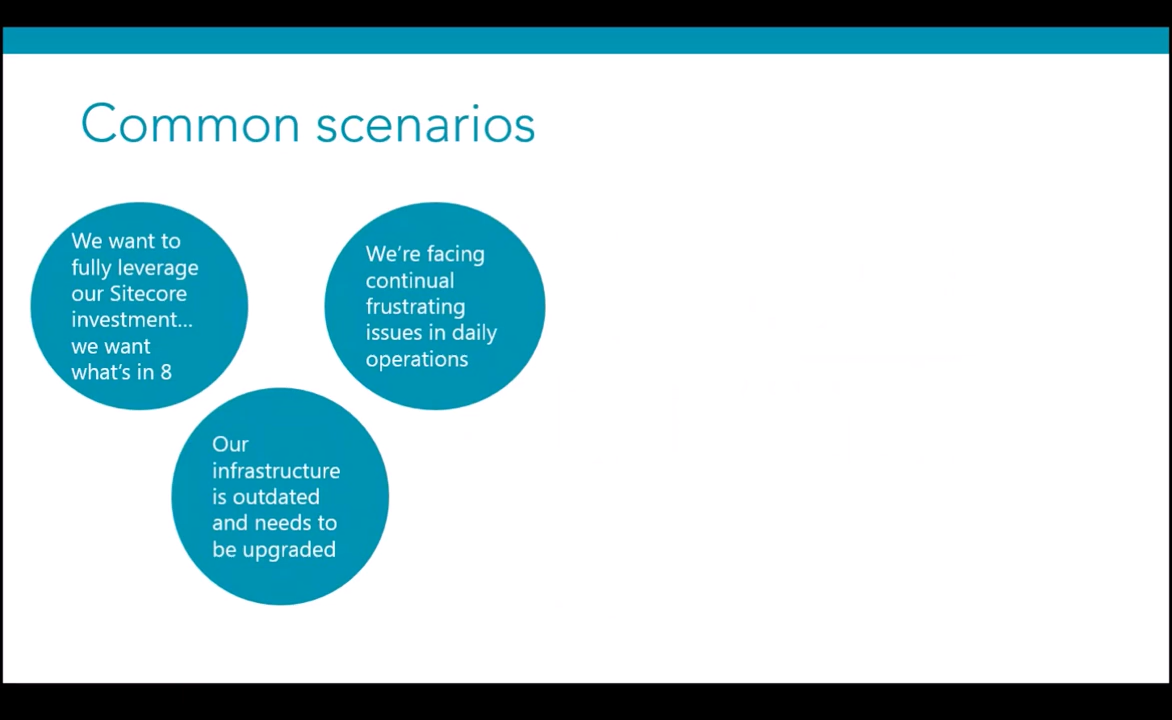 Common scenarios
We want to
fully leverage
our Sitecore
investment...
we want
what's in 8
We're facing
continual
frustrating
issues in daily
operations
Our
infrastructure
is outdated
and needs to
be upgraded